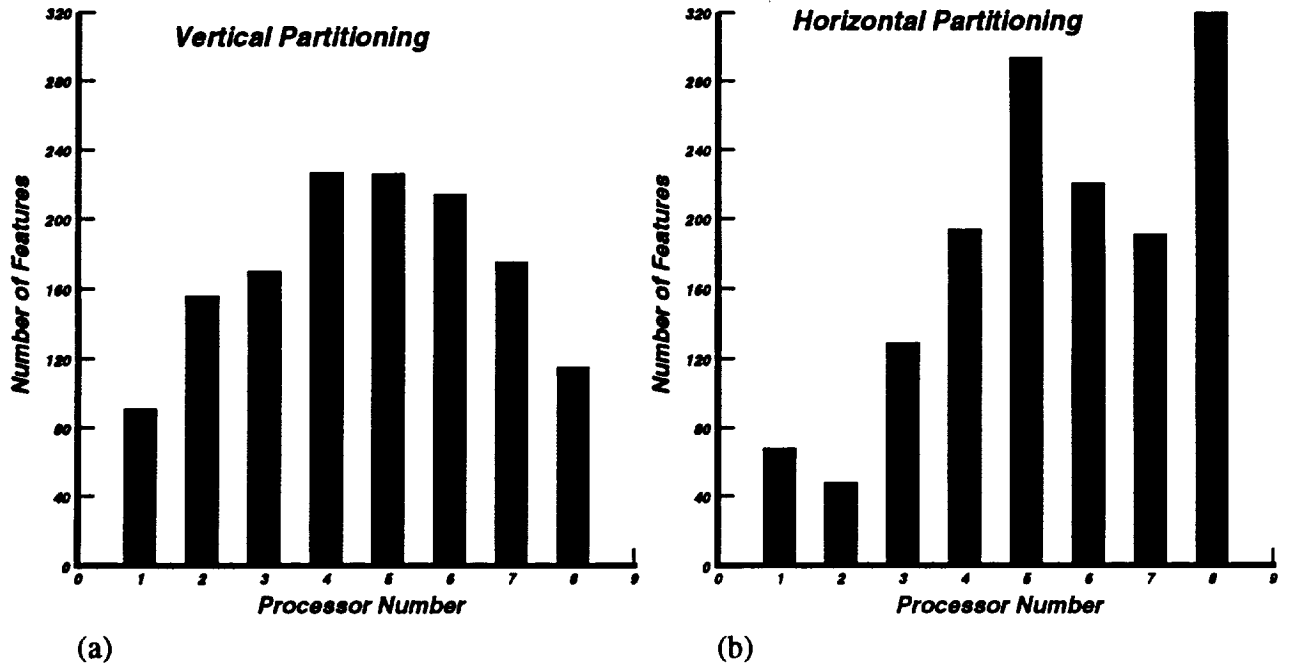 Vertical Partitioning
320
280
240
200
160
120
80
40
0
Number of Features
0 1 2 3 4 5 6 7 8 9
Processor Number
(a)
Horizontal Partitioning
320
280
240
200
160
120
80
40
0
Number of Features
0 1 2 3 4 5 6 7 8 9
Processor Number
(b)